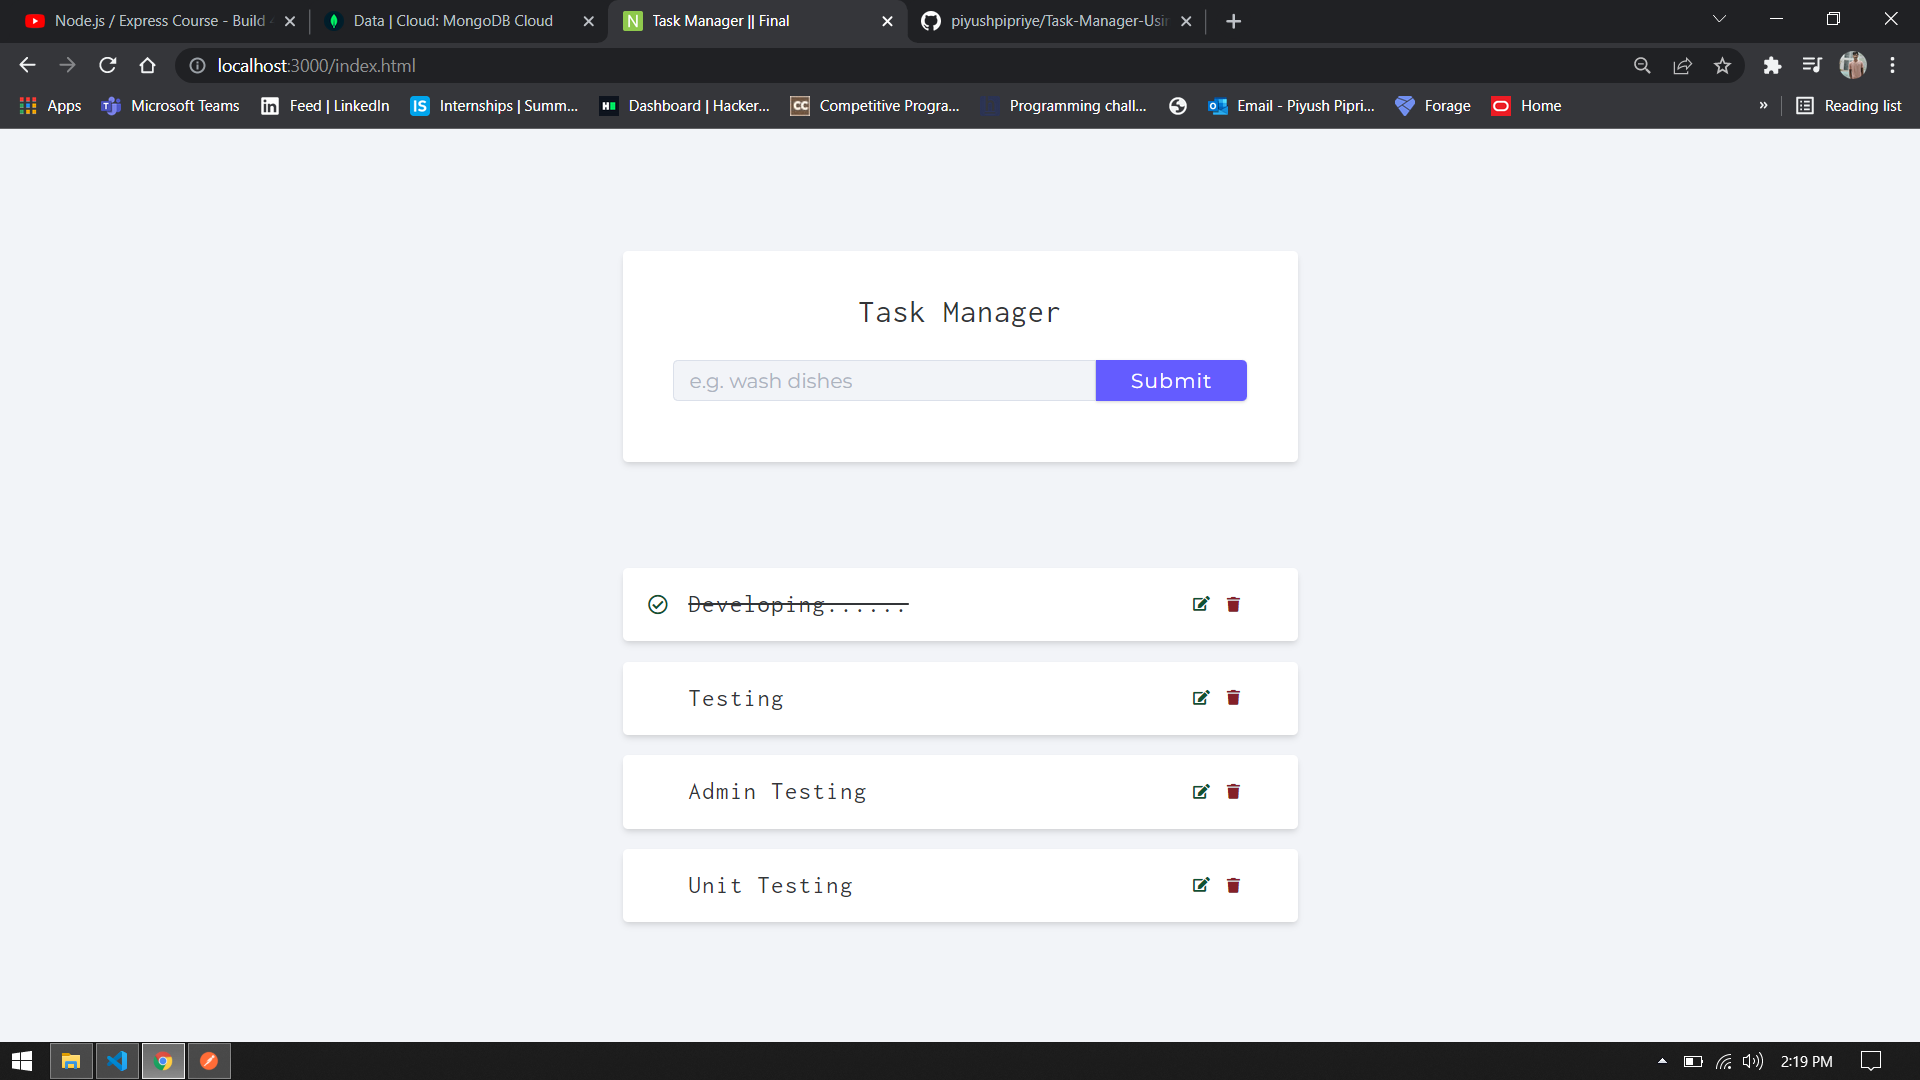 Node.js / Express Course - Build
Data | Cloud: MongoDB Cloud
Task Manager || Final
piyushpipriye/Task-Manager-Usin
localhost:3000/index.html
Apps
Microsoft Teams
Feed | LinkedIn
Internships | Summ...
Dashboard | Hacker...
Competitive Progra...
Programming chall...
Email - Piyush Pipri...
Forage
Home
»
Reading list
Task Manager
e.g. wash dishes
Submit
Developing......
Testing
Admin Testing
Unit Testing
2:19 PM